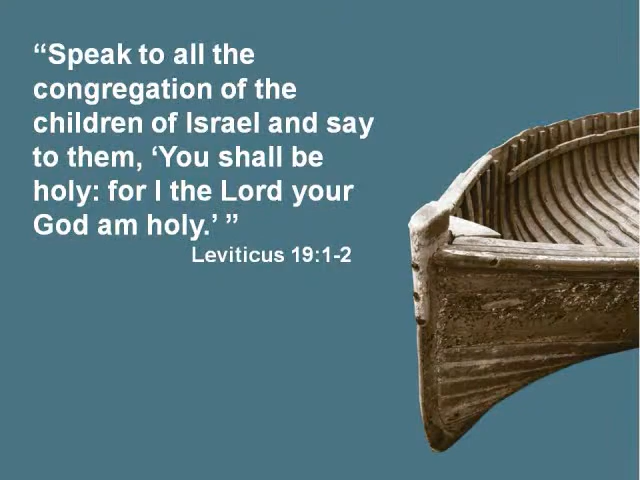 “Speak to all the
congregation of the
children of Israel and say
to them, ‘You shall be
holy: for I the Lord your
God am holy.’ ”
Leviticus 19:1-2